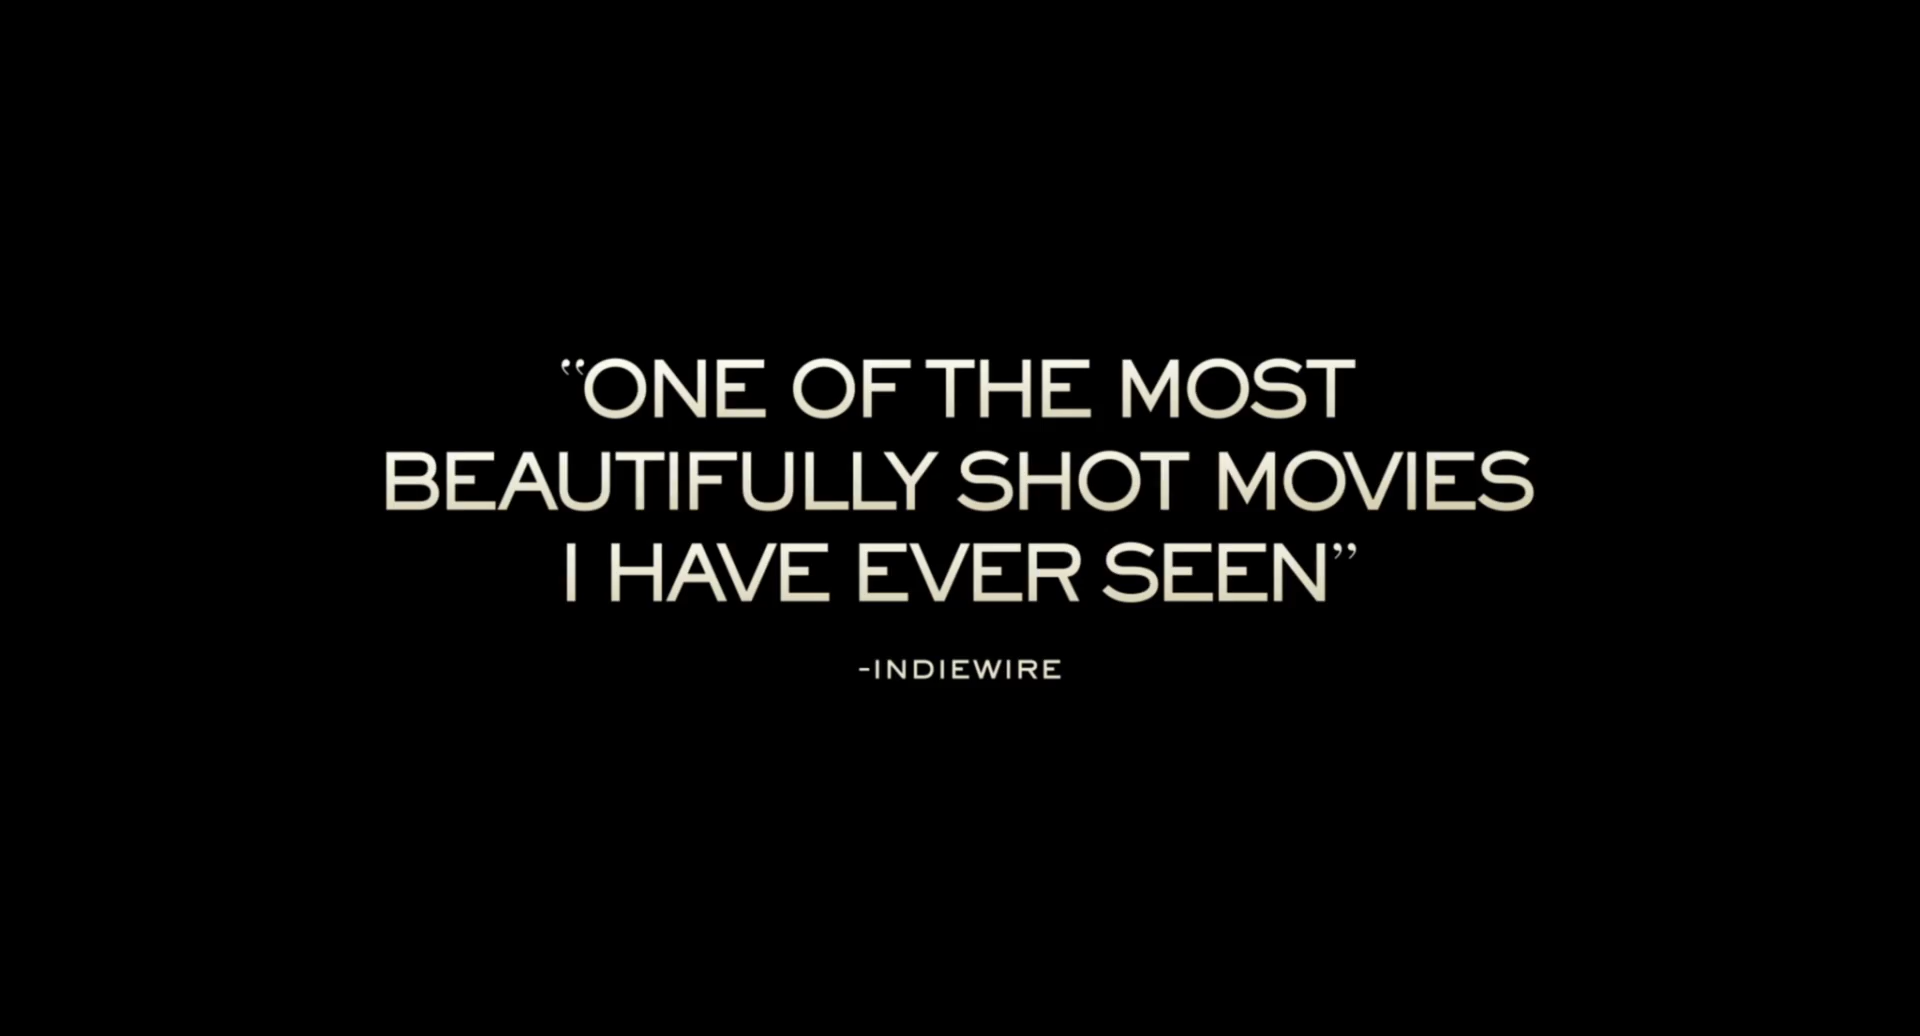 “ONE OF THE MOST
BEAUTIFULLY SHOT MOVIES
I HAVE EVER SEEN”
-INDIEWIRE